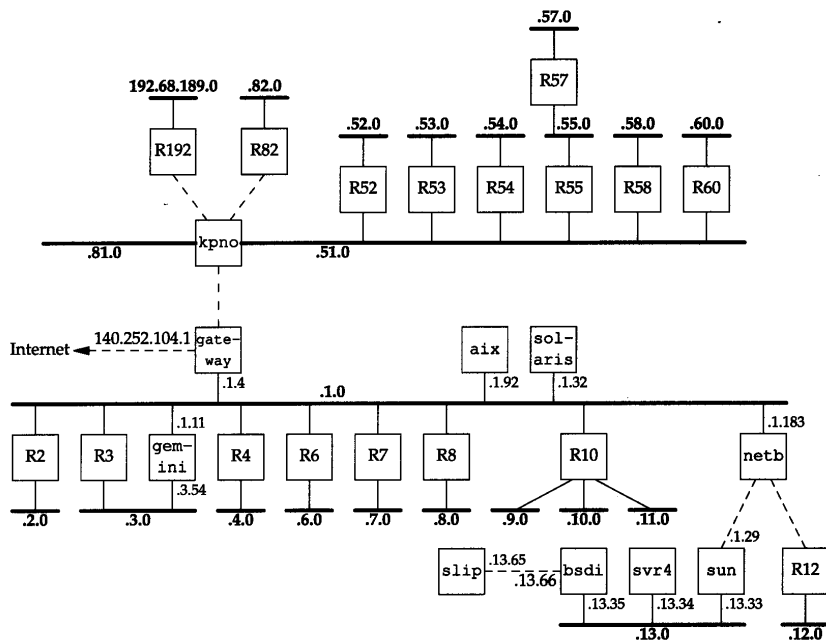 .57.0
R57
192.68.189.0 .82.0
.52.0 .53.0 .54.0 .55.0 .58.0 .60.0
R192 R82
R52 R53 R54 R55 R58 R60
kpno
.81.0 .51.0
Internet 140.252.104.1
gate-
way
aix
sol-
aris
.1.4 .1.92 .1.32
.1.0
.1.11 .1.183
R2 R3 gem-
ini
R4 R6 R7 R8 R10 netb
.3.54
.2.0 .3.0 .4.0 .6.0 .7.0 .8.0 .9.0 .10.0 .11.0
.1.29
slip .13.65 .13.66 bsdi svr4 sun R12
.13.35 .13.34 .13.33
.13.0 .12.0